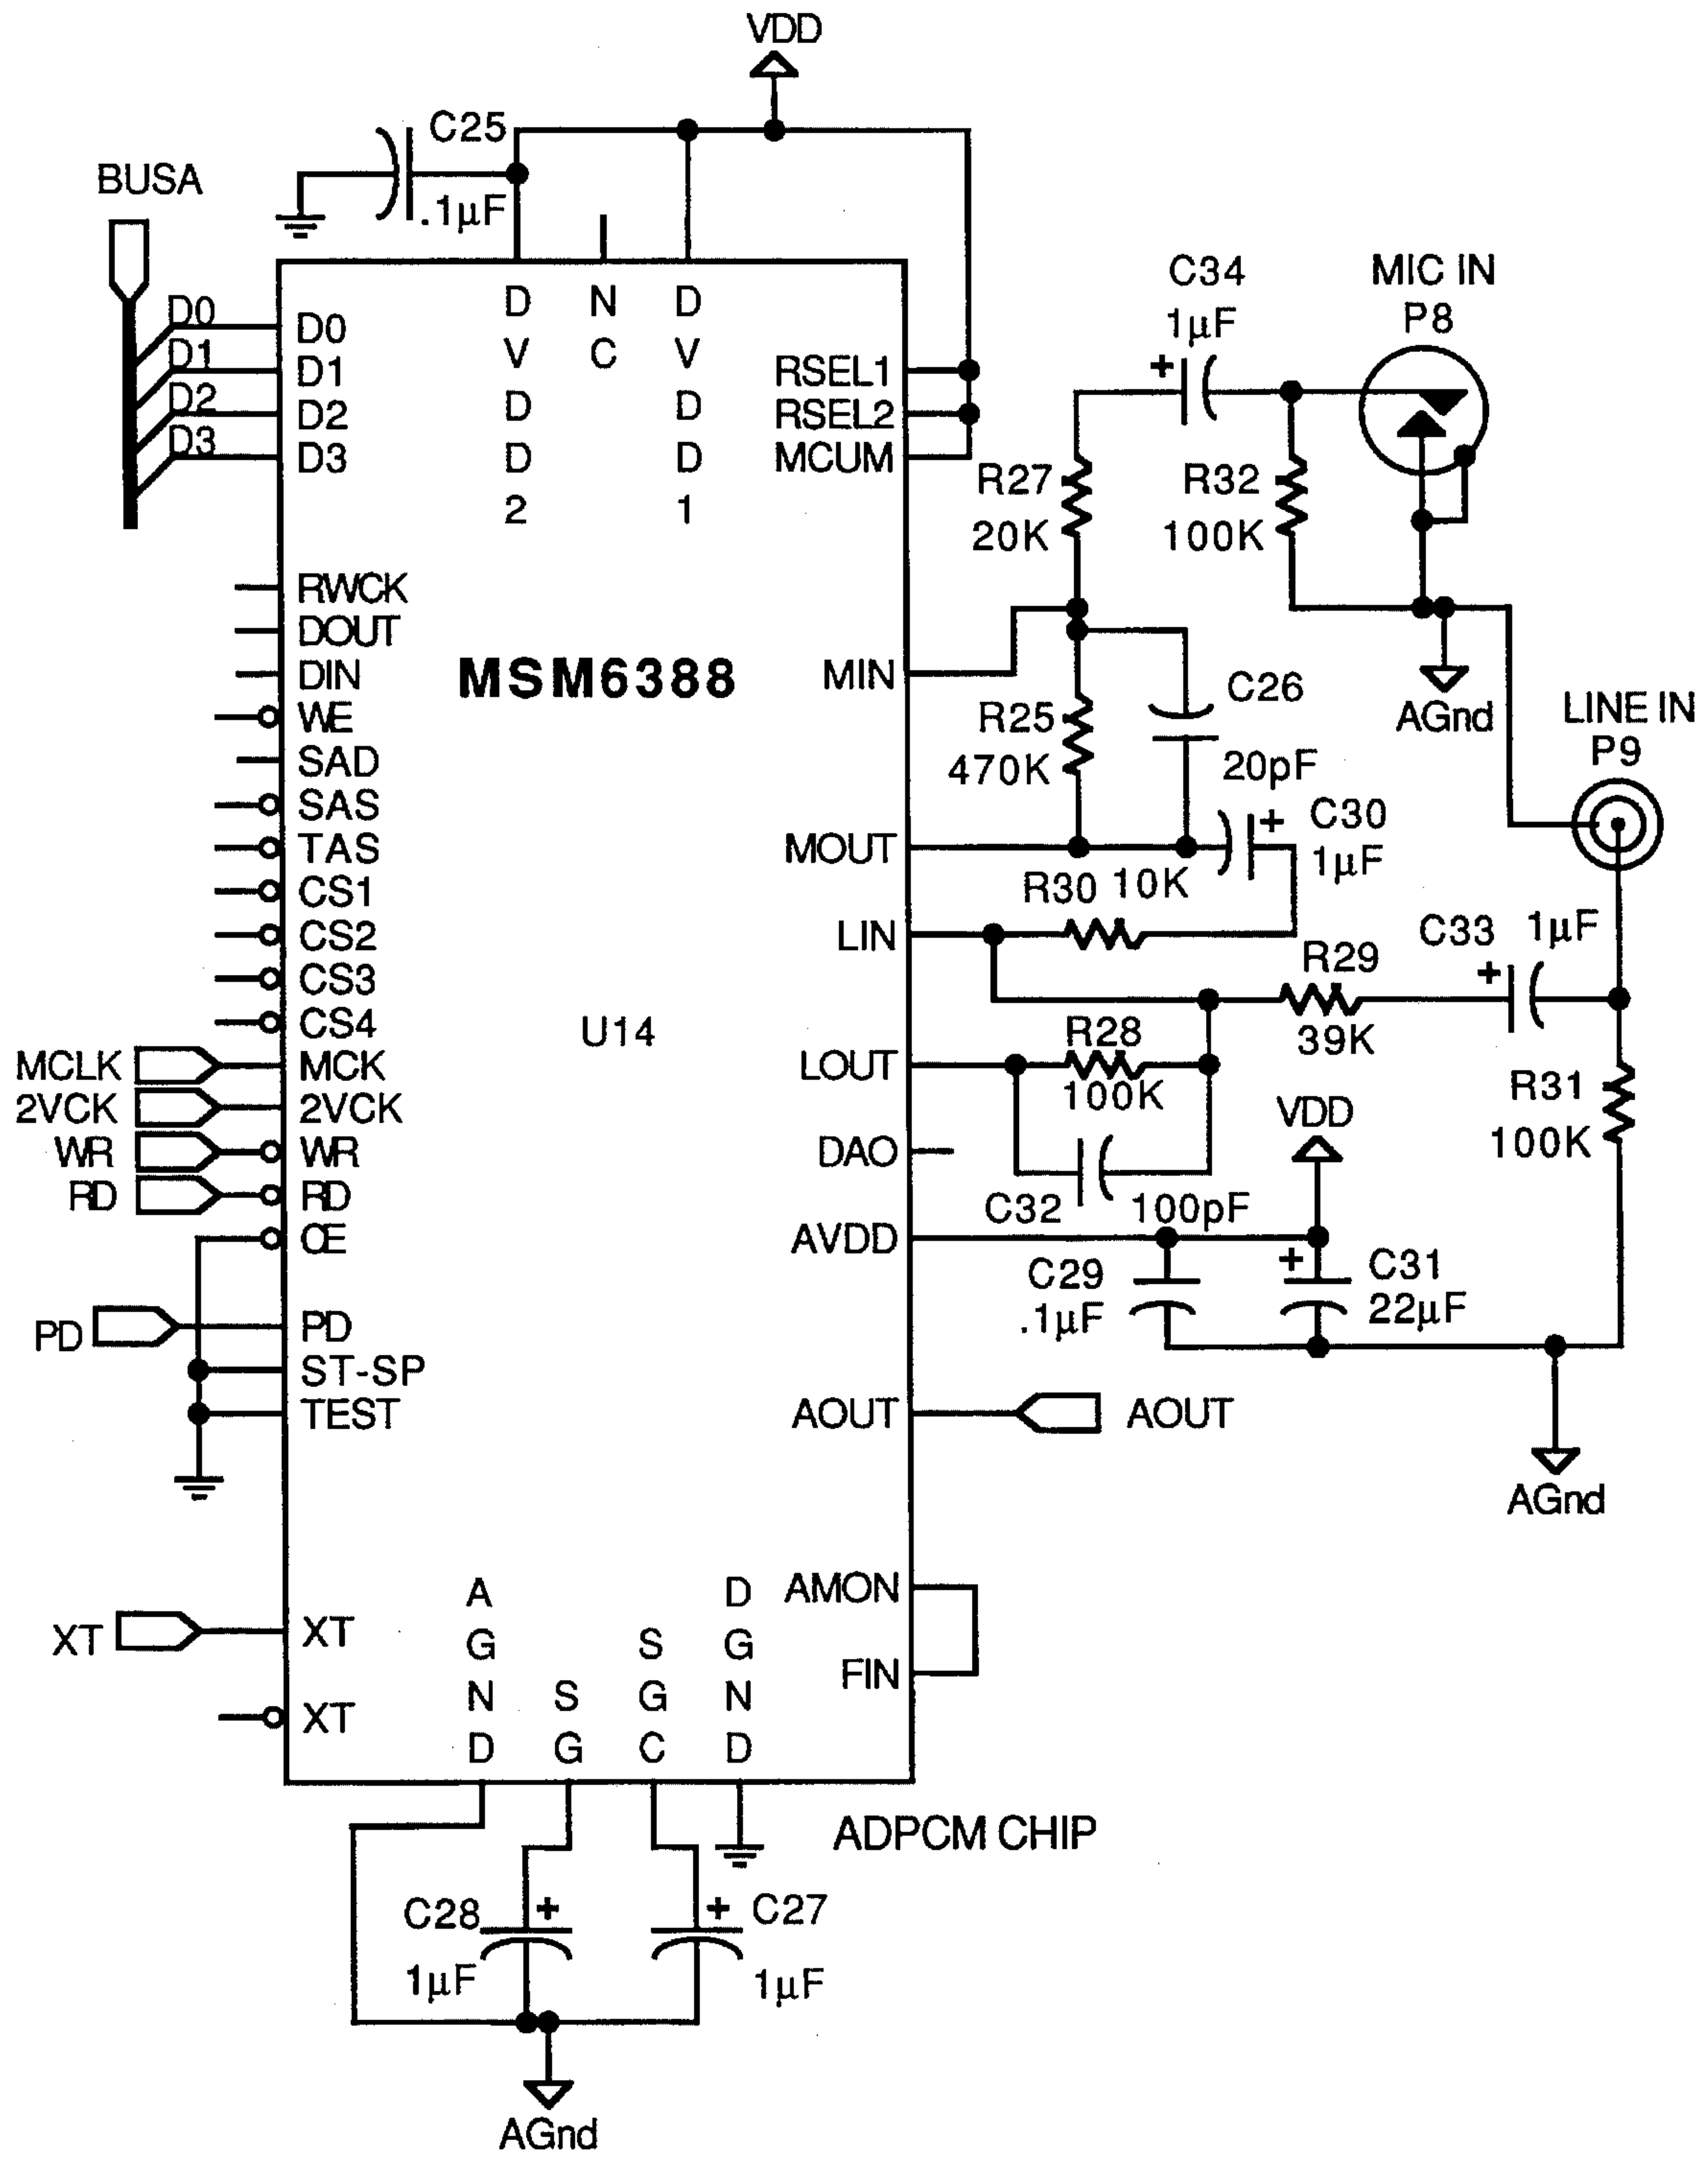 VDD
C25
.1µF
BUSA
D0
D1
D2
D3
D0
D1
D2
D3
D
V
D
D
2
N
C
D
V
D
D
1
RSEL1
RSEL2
MCUM
C34
1µF
+
MIC IN
P8
R27
20K
R32
100K
RWCK
DOUT
DIN
WE
SAD
SAS
TAS
CS1
CS2
CS3
CS4
MSM6388
U14
MIN
R25
470K
C26
20pF
AGnd
LINE IN
P9
MOUT
R30 10K
+
C30
1µF
LIN
C33
1µF
+
R29
39K
R28
100K
LOUT
R31
100K
VDD
DAO
C32
100pF
MCLK
MCK
2VCK
2VCK
WR
WR
RD
RD
CE
AVDD
C29
.1µF
+
C31
22µF
PD
PD
ST-SP
TEST
AOUT
AOUT
AGnd
AMON
FIN
XT
XT
XT
A
G
N
D
S
G
S
G
C
D
G
N
D
ADPCM CHIP
C28
+
1µF
+
C27
1µF
AGnd